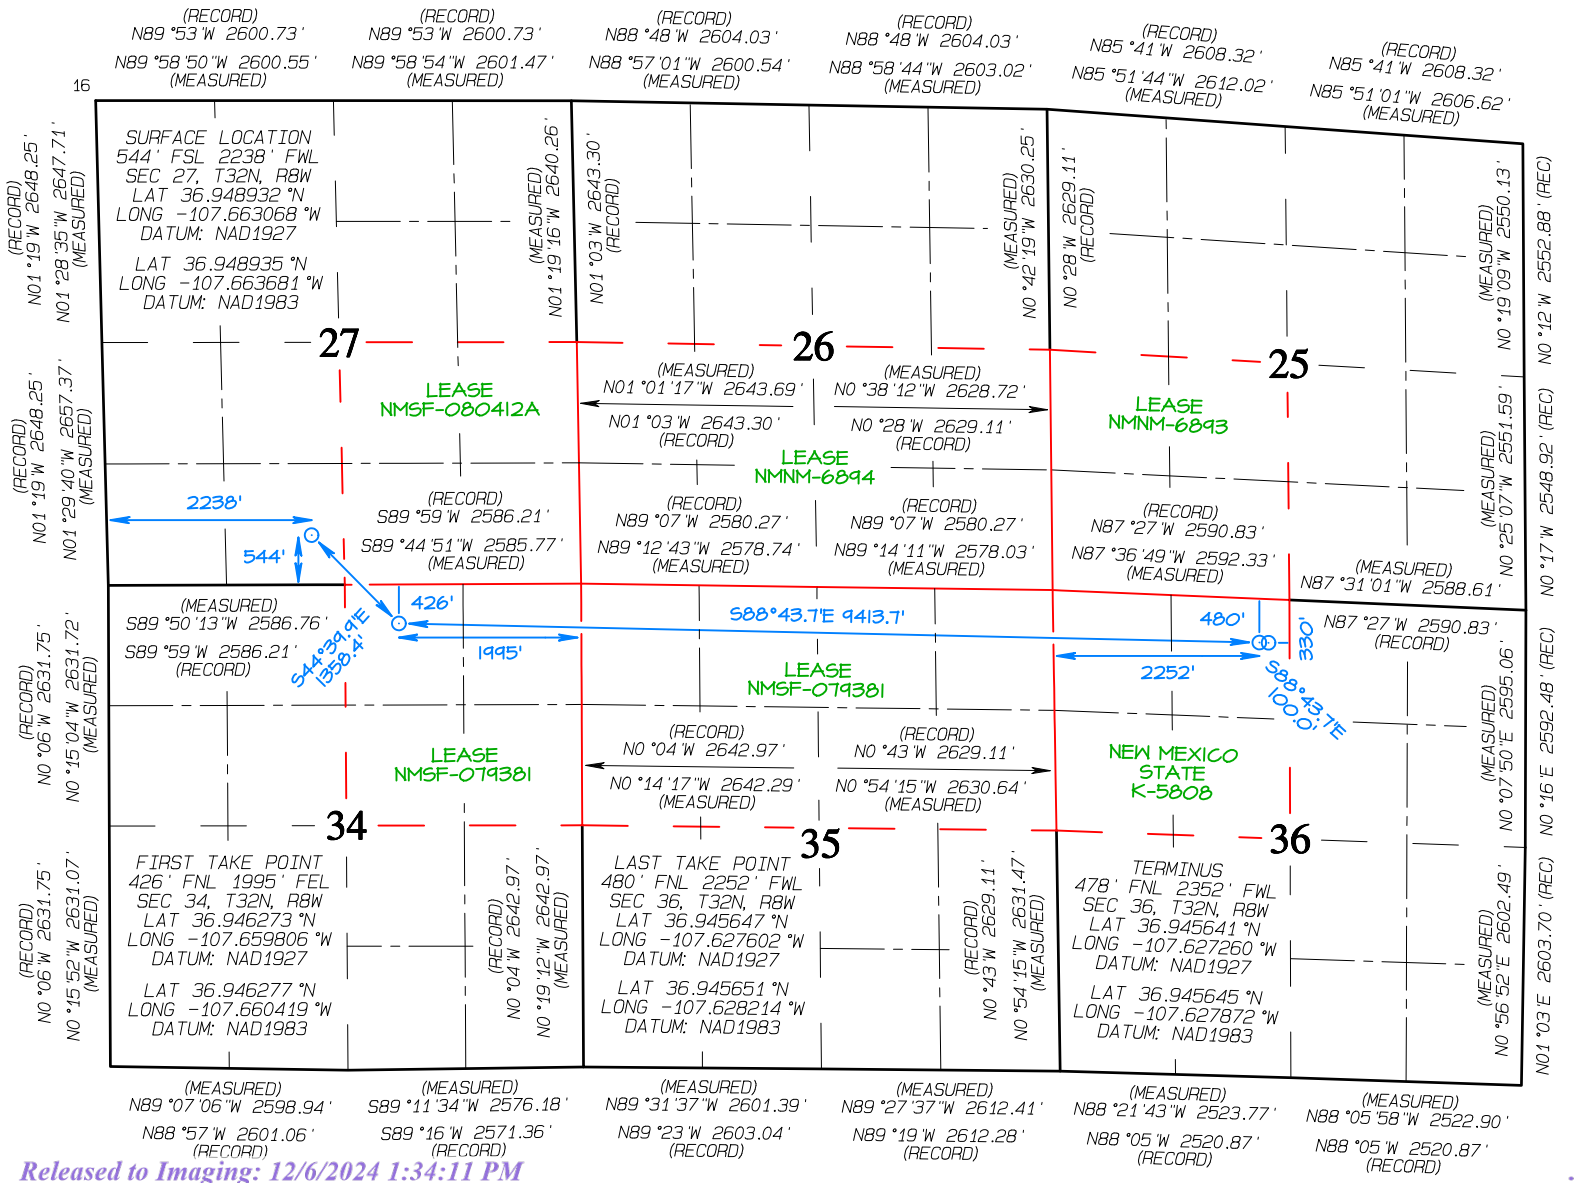 (RECORD)
N89°53'W 2600.73'
N89°58'50"W 2600.55'
(MEASURED)
(RECORD)
N89°53'W 2600.73'
N89°58'54"W 2601.47'
(MEASURED)
(RECORD)
N88°48'W 2604.03'
N88°57'01"W 2600.54'
(MEASURED)
(RECORD)
N88°48'W 2604.03'
N88°58'44"W 2603.02'
(MEASURED)
(RECORD)
N85°41'W 2608.32'
N85°51'44"W 2612.02'
(MEASURED)
(RECORD)
N85°41'W 2608.32'
N85°51'01"W 2606.62'
(MEASURED)
16
(RECORD)
N01°19'W 2648.25'
N01°28'35"W 2647.71'
(MEASURED)
SURFACE LOCATION
544' FSL 2238' FWL
SEC 27, T32N, R8W
LAT 36.948932°N
LONG -107.663068°W
DATUM: NAD1927
LAT 36.948935°N
LONG -107.663681°W
DATUM: NAD1983
(MEASURED)
N01°19'16"W 2640.26'
N01°03'W 2643.30'
(RECORD)
(MEASURED)
N0°42'19"W 2630.25'
N0°28'W 2629.11'
(RECORD)
(MEASURED)
N0°19'09"W 2550.13'
N0°12'W 2552.88' (REC)
27
26
25
(RECORD)
N01°19'W 2648.25'
N01°29'40"W 2657.37'
(MEASURED)
LEASE
NMSF-080412A
(MEASURED)
N01°01'17"W 2643.69'
N01°03'W 2643.30'
(RECORD)
(MEASURED)
N0°38'12"W 2628.72'
N0°28'W 2629.11'
(RECORD)
LEASE
NMNM-6893
LEASE
NMNM-6894
(MEASURED)
N0°25'07"W 2551.59'
N0°17'W 2548.92' (REC)
2238'
544'
(RECORD)
S89°59'W 2586.21'
S89°44'51"W 2585.77'
(MEASURED)
(RECORD)
N89°07'W 2580.27'
N89°12'43"W 2578.74'
(MEASURED)
(RECORD)
N89°07'W 2580.27'
N89°14'11"W 2578.03'
(MEASURED)
(RECORD)
N87°27'W 2590.83'
N87°36'49"W 2592.33'
(MEASURED)
(MEASURED)
N87°31'01"W 2588.61'
N87°27'W 2590.83'
(RECORD)
(MEASURED)
S89°50'13"W 2586.76'
S89°59'W 2586.21'
(RECORD)
S44°39.9'E
1358.4'
426'
1995'
S88°43.7'E 9413.7'
480'
330'
2252'
S88°43.7'E
100.0'
LEASE
NMSF-079381
(RECORD)
N0°06'W 2631.75'
N0°15'04"W 2631.72'
(MEASURED)
LEASE
NMSF-079381
(RECORD)
N0°04'W 2642.97'
N0°14'17"W 2642.29'
(MEASURED)
(RECORD)
N0°43'W 2629.11'
N0°54'15"W 2630.64'
(MEASURED)
NEW MEXICO
STATE
K-5808
(MEASURED)
N0°07'50"E 2595.06'
N0°16'E 2592.48' (REC)
34
35
36
(RECORD)
N0°06'W 2631.75'
N0°15'52"W 2631.07'
(MEASURED)
FIRST TAKE POINT
426' FNL 1995' FEL
SEC 34, T32N, R8W
LAT 36.946273°N
LONG -107.659806°W
DATUM: NAD1927
LAT 36.946277°N
LONG -107.660419°W
DATUM: NAD1983
(RECORD)
N0°04'W 2642.97'
N0°19'12"W 2642.97'
(MEASURED)
LAST TAKE POINT
480' FNL 2252' FWL
SEC 36, T32N, R8W
LAT 36.945647°N
LONG -107.627602°W
DATUM: NAD1927
LAT 36.945651°N
LONG -107.628214°W
DATUM: NAD1983
(RECORD)
N0°43'W 2629.11'
N0°54'15"W 2631.47'
(MEASURED)
TERMINUS
478' FNL 2352' FWL
SEC 36, T32N, R8W
LAT 36.945641°N
LONG -107.627260°W
DATUM: NAD1927
LAT 36.945645°N
LONG -107.627872°W
DATUM: NAD1983
(MEASURED)
N0°56'52"E 2602.49'
N01°03'E 2603.70' (REC)
(MEASURED)
N89°07'06"W 2598.94'
N88°57'W 2601.06'
(RECORD)
(MEASURED)
S89°11'34"W 2576.18'
S89°16'W 2571.36'
(RECORD)
(MEASURED)
N89°31'37"W 2601.39'
N89°23'W 2603.04'
(RECORD)
(MEASURED)
N89°27'37"W 2612.41'
N89°19'W 2612.28'
(RECORD)
(MEASURED)
N88°21'43"W 2523.77'
N88°05'W 2520.87'
(RECORD)
(MEASURED)
N88°05'58"W 2522.90'
N88°05'W 2520.87'
(RECORD)
Released to Imaging: 12/6/2024 1:34:11 PM